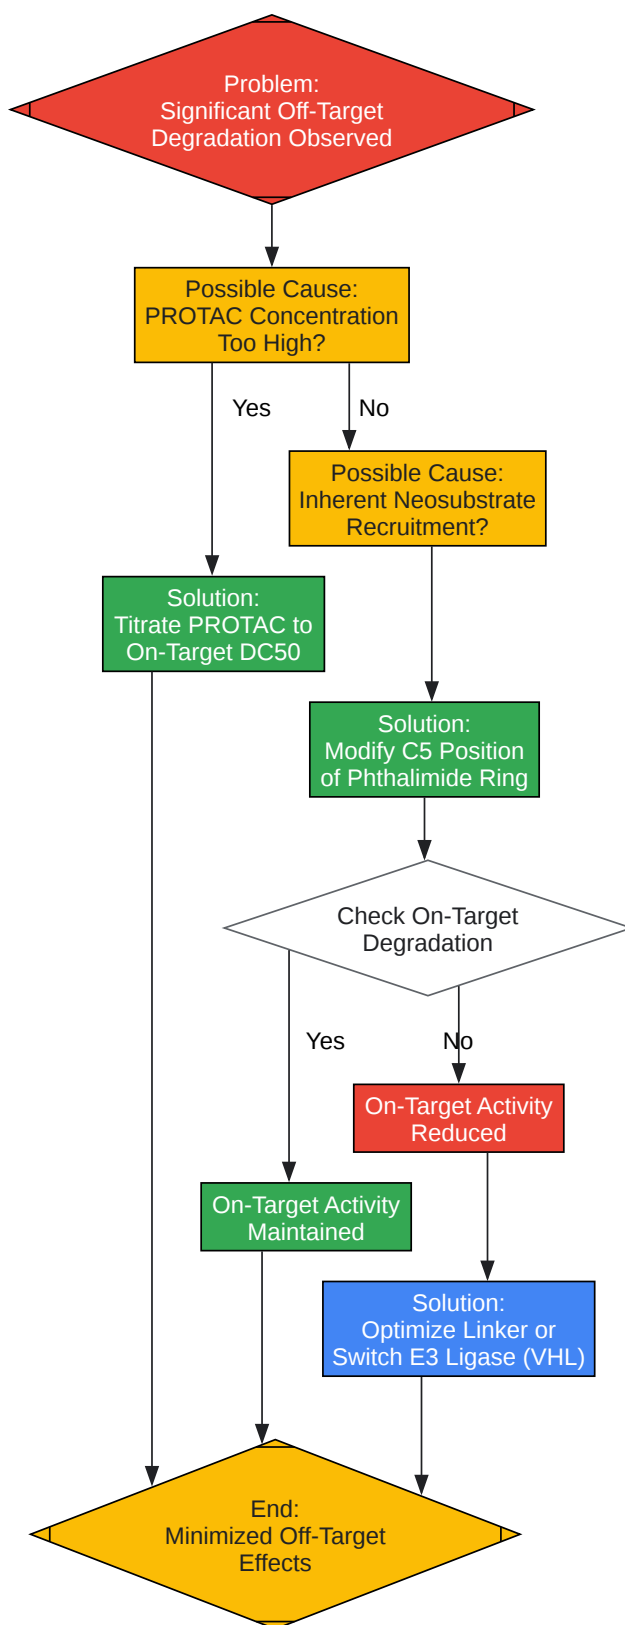 Problem:
Significant Off-Target
Degradation Observed
Possible Cause:
PROTAC Concentration
Too High?
Yes
No
Possible Cause:
Inherent Neosubstrate
Recruitment?
Solution:
Titrate PROTAC to
On-Target DC50
Solution:
Modify C5 Position
of Phthalimide Ring
Check On-Target
Degradation
Yes
No
On-Target Activity
Reduced
On-Target Activity
Maintained
Solution:
Optimize Linker or
Switch E3 Ligase (VHL)
End:
Minimized Off-Target
Effects